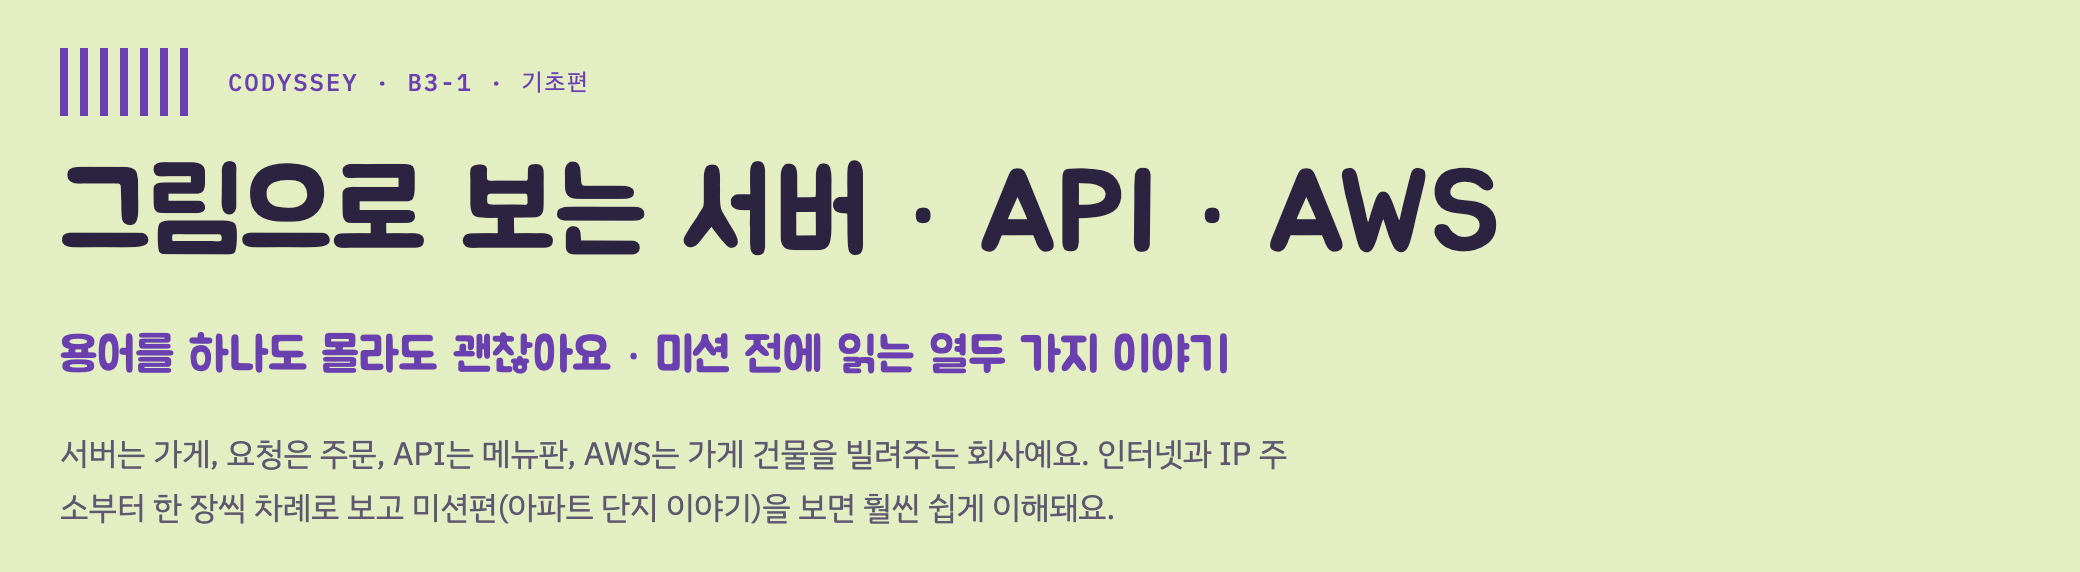 CODYSSEY · B3-1 · 기초편
그림으로 보는 서버 · API · AWS
용어를 하나도 몰라도 괜찮아요 · 미션 전에 읽는 열두 가지 이야기
서버는 가게, 요청은 주문, API는 메뉴판, AWS는 가게 건물을 빌려주는 회사예요. 인터넷과 IP 주
소부터 한 장씩 차례로 보고 미션편(아파트 단지 이야기)을 보면 훨씬 쉽게 이해돼요.